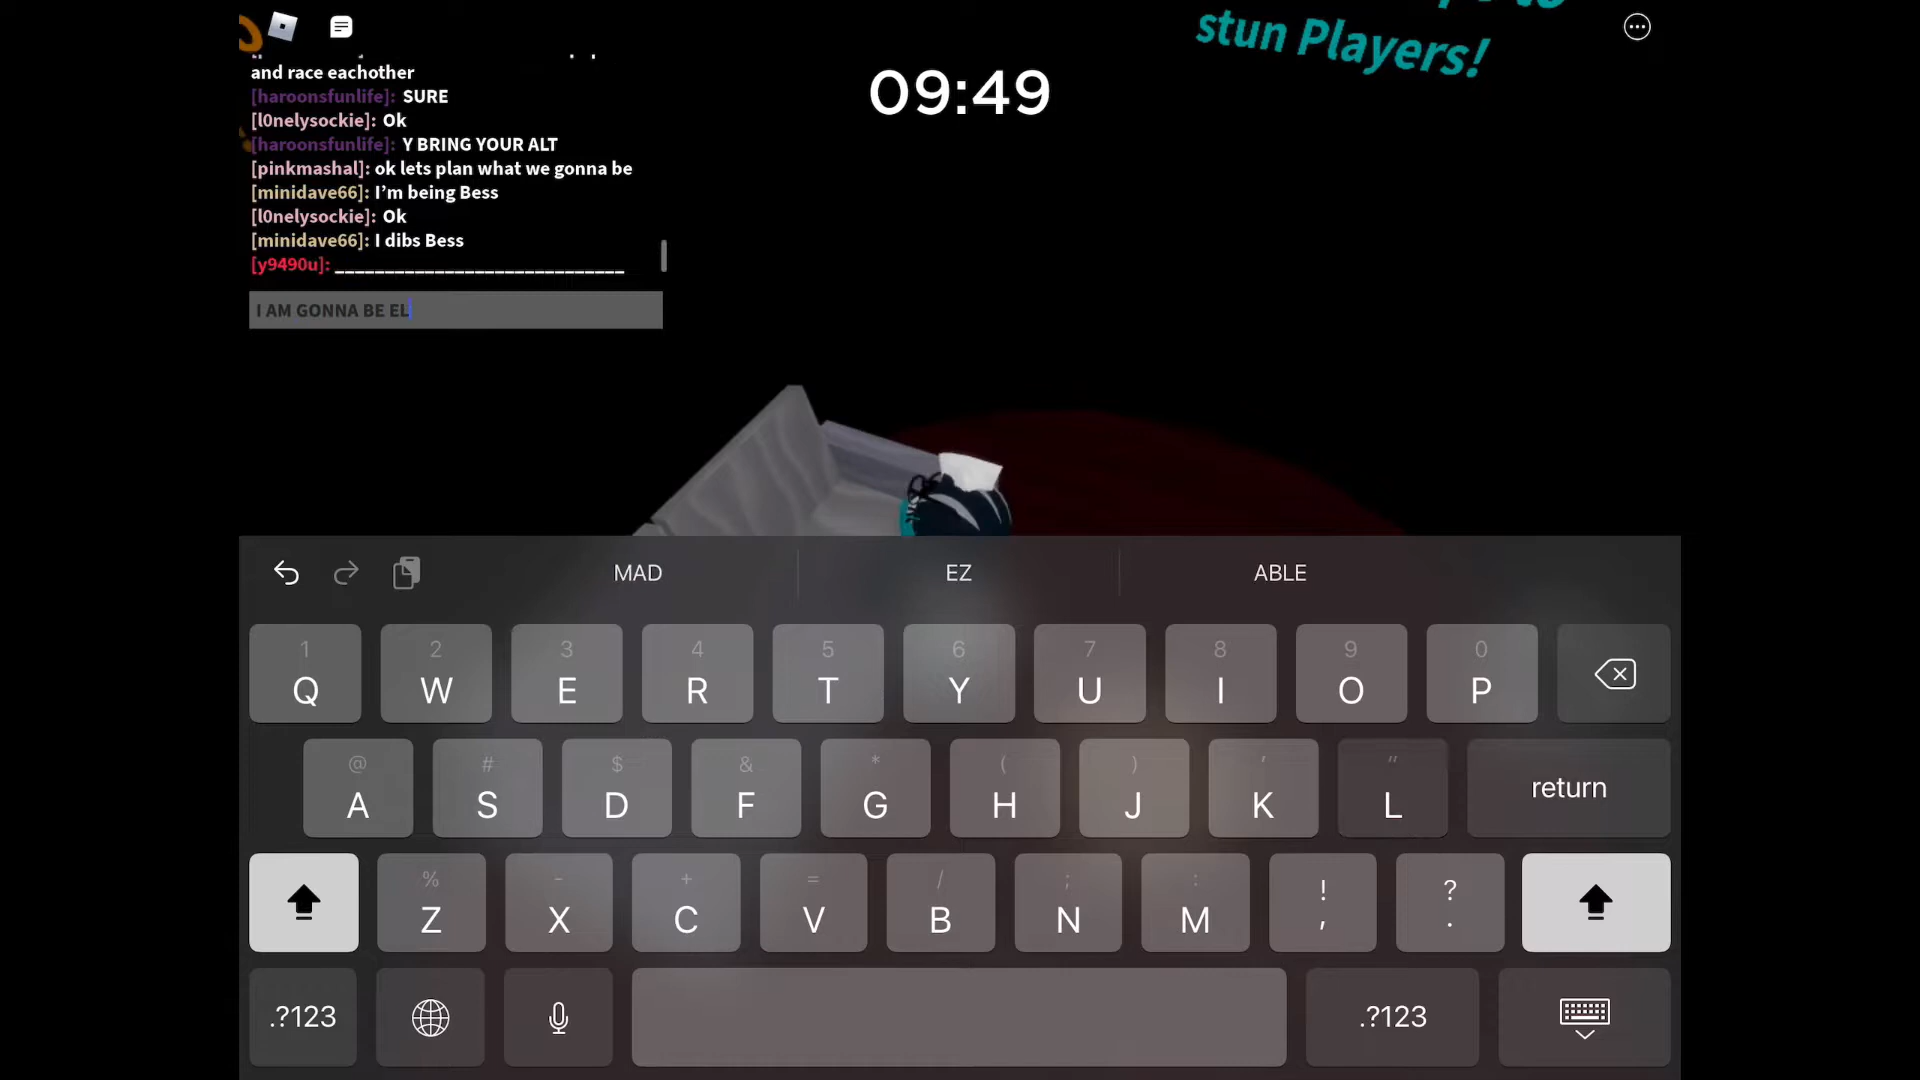 stun Players!
09:49
and race eachother
[haroonsfunlife]: SURE
[l0nelysockie]: Ok
[haroonsfunlife]: Y BRING YOUR ALT
[pinkmashal]: ok lets plan what we gonna be
[minidave66]: I'm being Bess
[l0nelysockie]: Ok
[minidave66]: I dibs Bess
[y9490u]: _____________________________
I AM GONNA BE EL
MAD EZ ABLE
1 2 3 4 5 6 7 8 9 0
Q W E R T Y U I O P
@ # $ & * ( ) ' "
A S D F G H J K L return
% - + = / ; : ! ?
Z X C V B N M , .
.?123 .?123